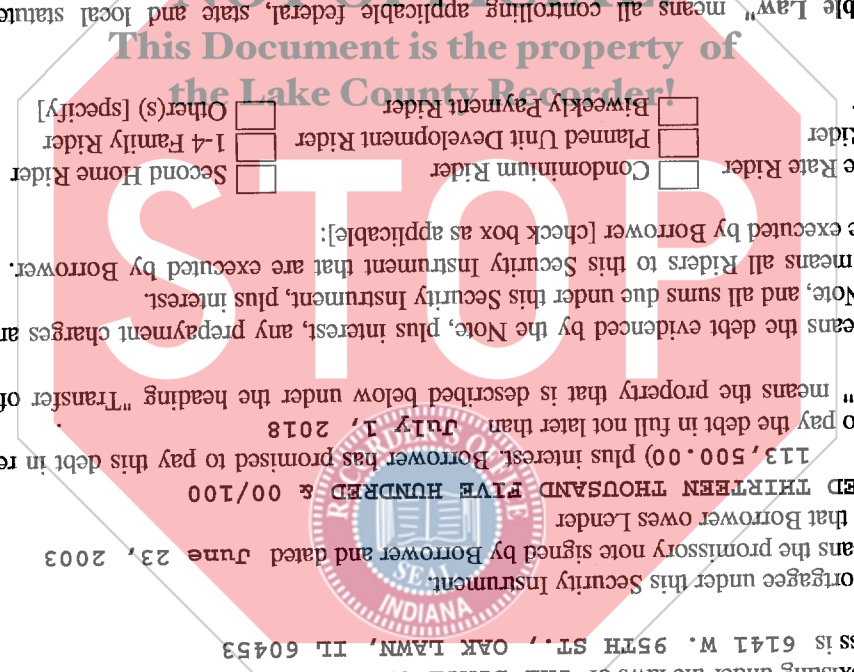 xisting under the laws of THE
ss is 6141 W. 95TH ST., OAK LAWN, IL 60453
ortgagee under this Security Instrument.
ans the promissory note signed by Borrower and dated June 23, 2003
that Borrower owes Lender
ED THIRTEEN THOUSAND FIVE HUNDRED & 00/100
113,500.00) plus interest. Borrower has promised to pay this debt in re
o pay the debt in full not later than July 1, 2018 .
" means the property that is described below under the heading "Transfer of
eans the debt evidenced by the Note, plus interest, any prepayment charges an
Note, and all sums due under this Security Instrument, plus interest.
means all Riders to this Security Instrument that are executed by Borrower.
e executed by Borrower [check box as applicable]:
e Rate Rider Condominium Rider Second Home Rider
Rider Planned Unit Development Rider 1-4 Family Rider
Biweekly Payment Rider Other(s) [specify]
ble Law" means all controlling applicable federal, state and local statute
This Document is the property of
the Lake County Recorder!
STOP
SEAL
INDIANA